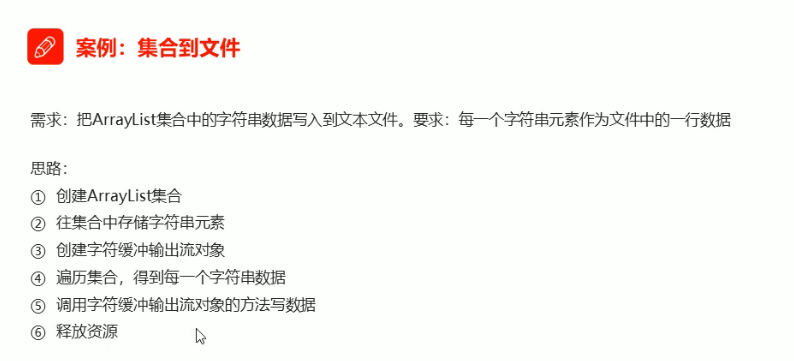 案例：集合到文件
需求：把ArrayList集合中的字符串数据写入到文本文件。要求：每一个字符串元素作为文件中的一行数据
思路：
① 创建ArrayList集合
② 往集合中存储字符串元素
③ 创建字符缓冲输出流对象
④ 遍历集合，得到每一个字符串数据
⑤ 调用字符缓冲输出流对象的方法写数据
⑥ 释放资源